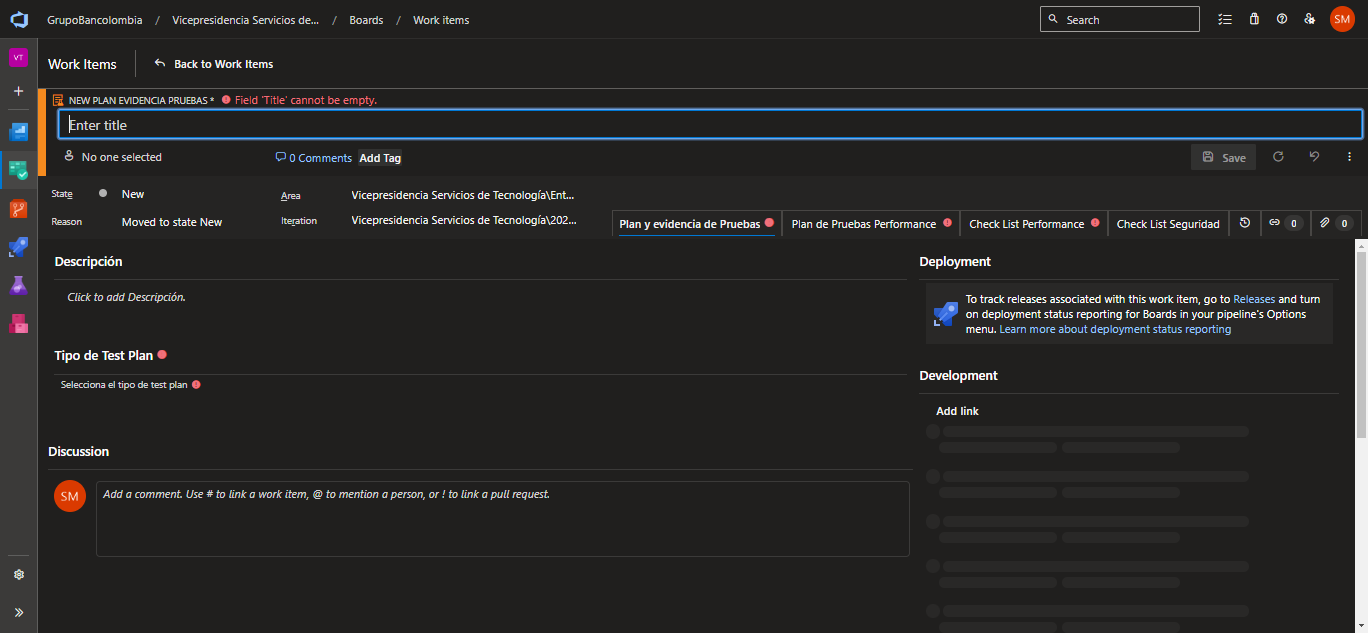 GrupoBancolombia / Vicepresidencia Servicios de... / Boards / Work items
Search
SM
VT
Work Items
Back to Work Items
NEW PLAN EVIDENCIA PRUEBAS * Field 'Title' cannot be empty.
Enter title
No one selected
0 Comments
Add Tag
Save
State
New
Area
Vicepresidencia Servicios de Tecnología\Ent...
Reason
Moved to state New
Iteration
Vicepresidencia Servicios de Tecnología\202...
Plan y evidencia de Pruebas
Plan de Pruebas Performance
Check List Performance
Check List Seguridad
0
0
Descripción
Click to add Descripción.
Tipo de Test Plan
Selecciona el tipo de test plan
Discussion
SM
Add a comment. Use # to link a work item, @ to mention a person, or ! to link a pull request.
Deployment
To track releases associated with this work item, go to Releases and turn
on deployment status reporting for Boards in your pipeline's Options
menu. Learn more about deployment status reporting
Development
Add link